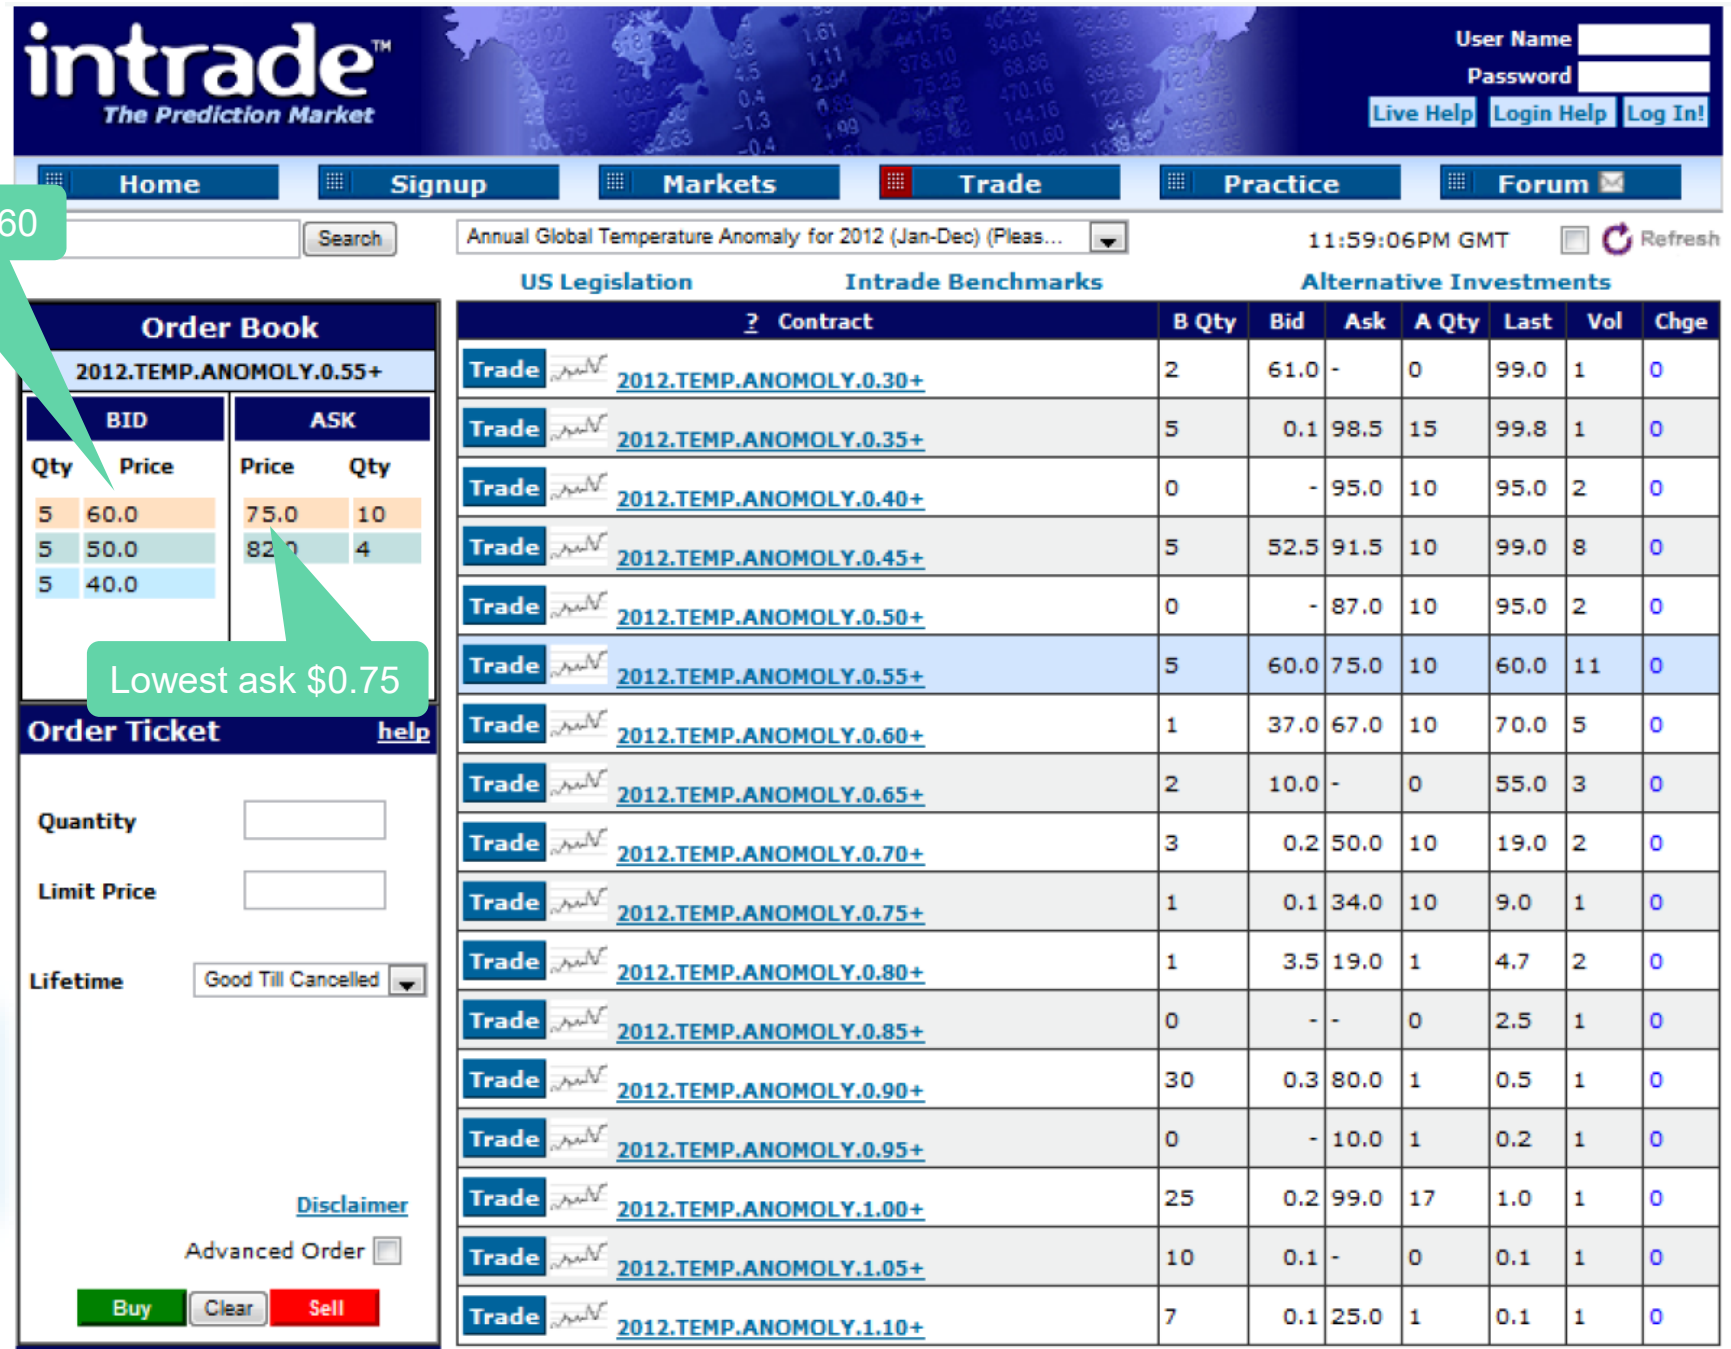 intrade™
The Prediction Market
User Name
Password
Live Help Login Help Log In!
Home Signup Markets Trade Practice Forum
60
Search Annual Global Temperature Anomaly for 2012 (Jan-Dec) (Pleas... 11:59:06PM GMT Refresh
US Legislation Intrade Benchmarks Alternative Investments
Order Book
2012.TEMP.ANOMOLY.0.55+
BID ASK
Qty Price Price Qty
5 60.0 75.0 10
5 50.0 82.0 4
5 40.0
Lowest ask $0.75
Order Ticket help
Quantity
Limit Price
Lifetime Good Till Cancelled
Disclaimer
Advanced Order
Buy Clear Sell
? Contract B Qty Bid Ask A Qty Last Vol Chge
Trade 2012.TEMP.ANOMOLY.0.30+ 2 61.0 - 0 99.0 1 0
Trade 2012.TEMP.ANOMOLY.0.35+ 5 0.1 98.5 15 99.8 1 0
Trade 2012.TEMP.ANOMOLY.0.40+ 0 - 95.0 10 95.0 2 0
Trade 2012.TEMP.ANOMOLY.0.45+ 5 52.5 91.5 10 99.0 8 0
Trade 2012.TEMP.ANOMOLY.0.50+ 0 - 87.0 10 95.0 2 0
Trade 2012.TEMP.ANOMOLY.0.55+ 5 60.0 75.0 10 60.0 11 0
Trade 2012.TEMP.ANOMOLY.0.60+ 1 37.0 67.0 10 70.0 5 0
Trade 2012.TEMP.ANOMOLY.0.65+ 2 10.0 - 0 55.0 3 0
Trade 2012.TEMP.ANOMOLY.0.70+ 3 0.2 50.0 10 19.0 2 0
Trade 2012.TEMP.ANOMOLY.0.75+ 1 0.1 34.0 10 9.0 1 0
Trade 2012.TEMP.ANOMOLY.0.80+ 1 3.5 19.0 1 4.7 2 0
Trade 2012.TEMP.ANOMOLY.0.85+ 0 - - 0 2.5 1 0
Trade 2012.TEMP.ANOMOLY.0.90+ 30 0.3 80.0 1 0.5 1 0
Trade 2012.TEMP.ANOMOLY.0.95+ 0 - 10.0 1 0.2 1 0
Trade 2012.TEMP.ANOMOLY.1.00+ 25 0.2 99.0 17 1.0 1 0
Trade 2012.TEMP.ANOMOLY.1.05+ 10 0.1 - 0 0.1 1 0
Trade 2012.TEMP.ANOMOLY.1.10+ 7 0.1 25.0 1 0.1 1 0